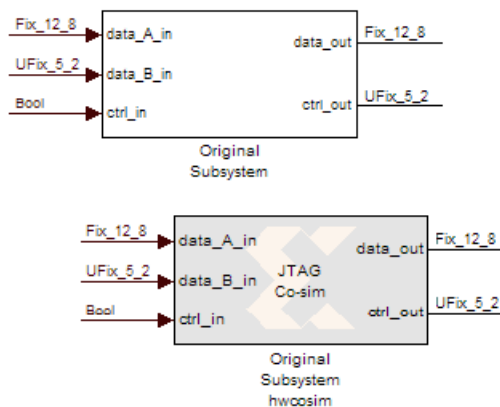 Fix_12_8
data_A_in
data_out
Fix_12_8
UFix_5_2
data_B_in
Bool
ctrl_in
ctrl_out
UFix_5_2
Original
Subsystem
Fix_12_8
data_A_in
data_out
Fix_12_8
UFix_5_2
data_B_in
JTAG
Co-sim
Bool
ctrl_in
ctrl_out
UFix_5_2
Original
Subsystem
hwcosim